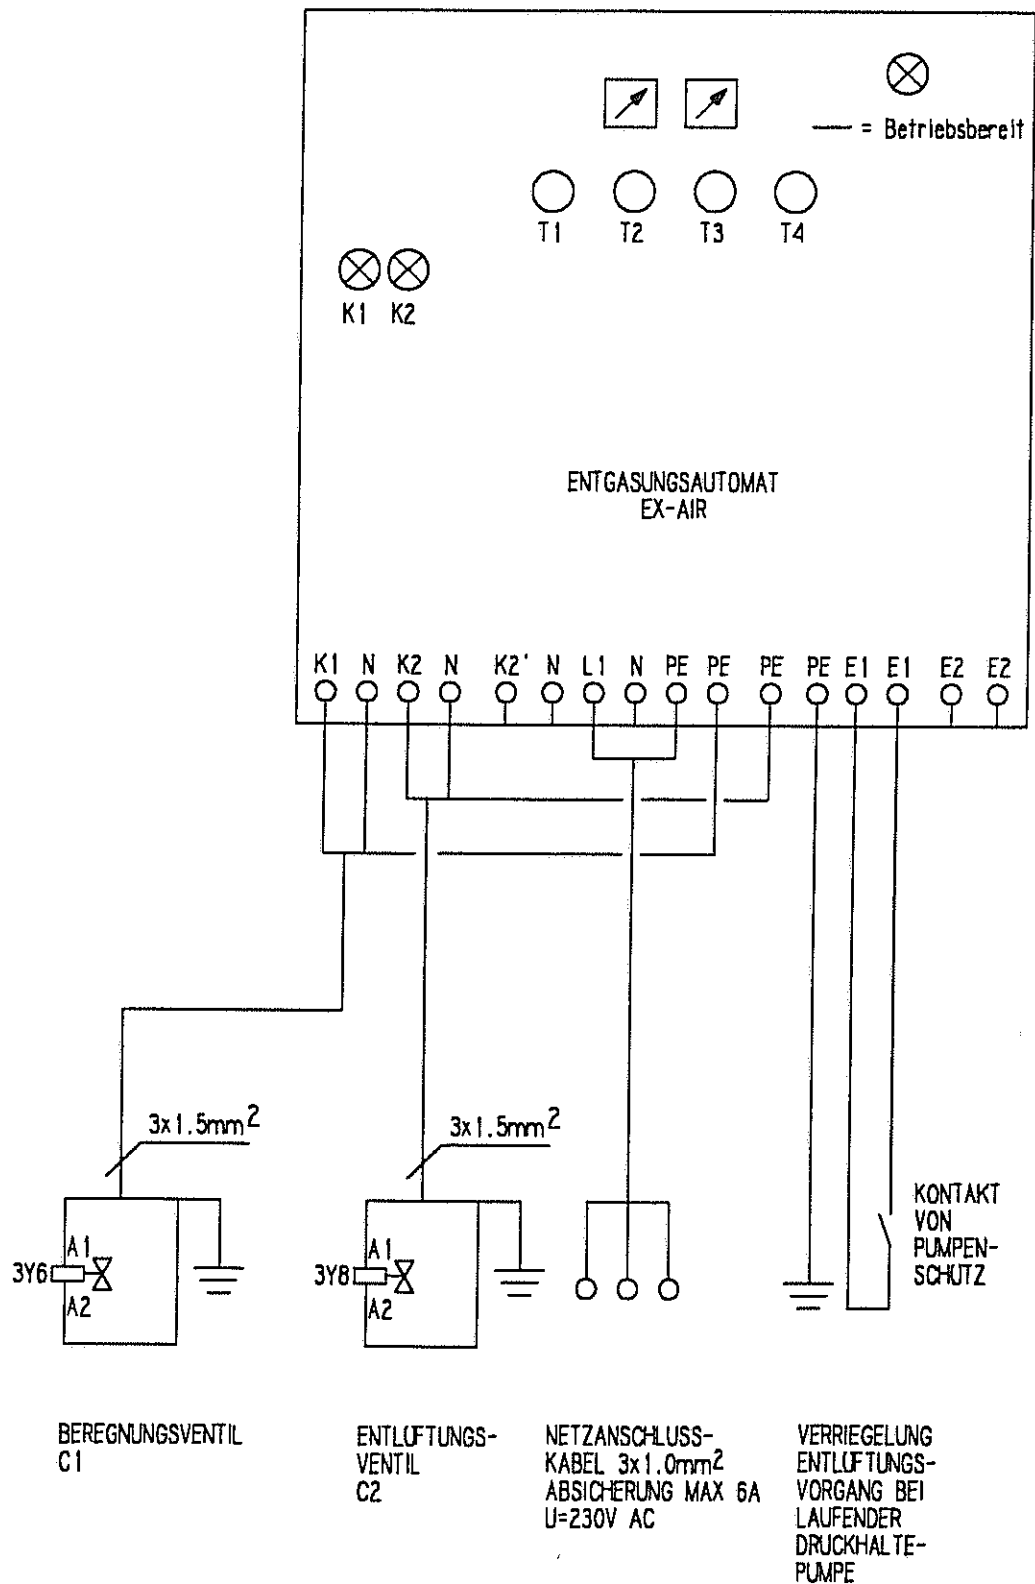 — = Betriebsbereit
T1 T2 T3 T4
K1 K2
ENTGASUNGSAUTOMAT
EX-AIR
K1 N K2 N K2' N L1 N PE PE PE PE E1 E1 E2 E2
3x1.5mm²
3x1.5mm²
A1
3Y6
A2
A1
3Y8
A2
KONTAKT
VON
PUMPEN-
SCHÜTZ
BEREGNUNGSVENTIL
C1
ENTLÜFTUNGS-
VENTIL
C2
NETZANSCHLUSS-
KABEL 3x1.0mm²
ABSICHERUNG MAX 6A
U=230V AC
VERRIEGELUNG
ENTLÜFTUNGS-
VORGANG BEI
LAUFENDER
DRUCKHALTE-
PUMPE